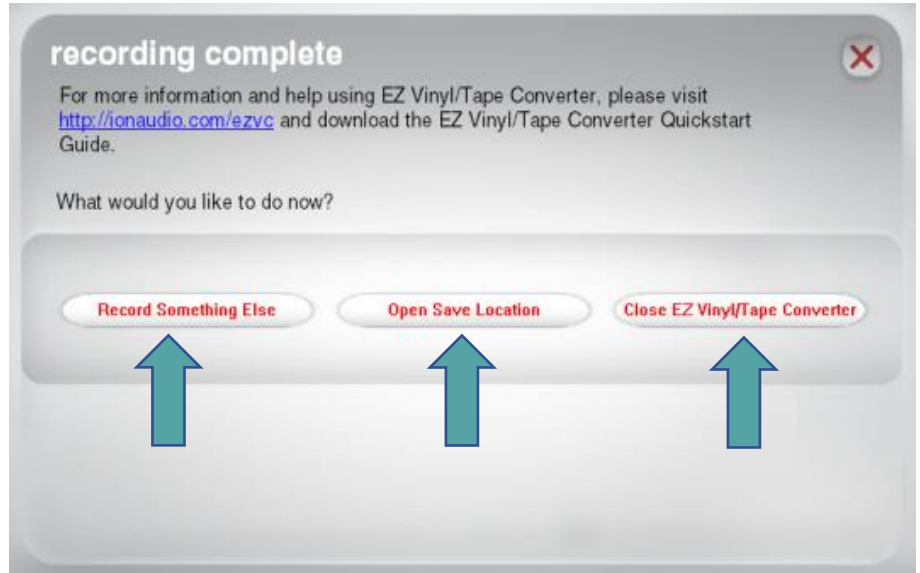 recording complete
For more information and help using EZ Vinyl/Tape Converter, please visit
http://ionaudio.com/ezvc and download the EZ Vinyl/Tape Converter Quickstart
Guide.
What would you like to do now?
Record Something Else
Open Save Location
Close EZ Vinyl/Tape Converter